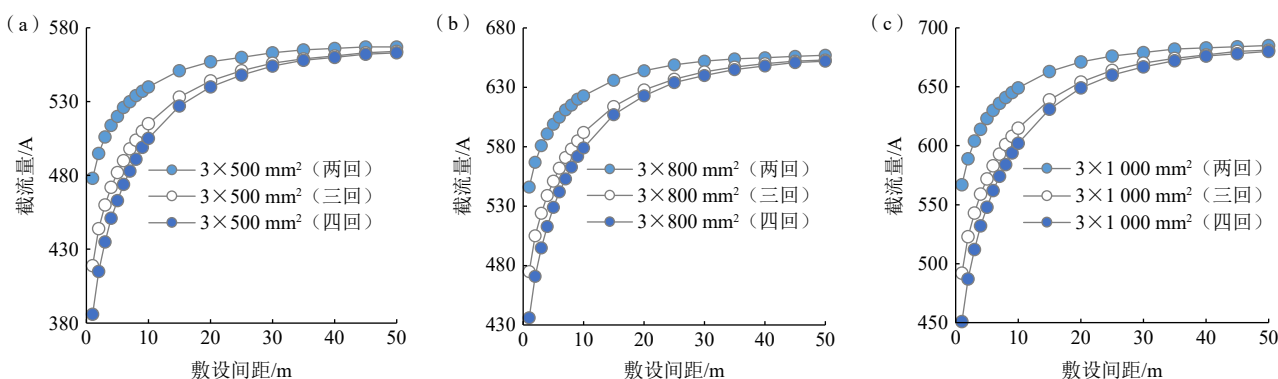 （a）
580
530
480
430
380
截流量/A
3×500 mm²（两回）
3×500 mm²（三回）
3×500 mm²（四回）
0 10 20 30 40 50
敷设间距/m
（b）
680
630
580
530
480
430
截流量/A
3×800 mm²（两回）
3×800 mm²（三回）
3×800 mm²（四回）
0 10 20 30 40 50
敷设间距/m
（c）
700
650
600
550
500
450
截流量/A
3×1 000 mm²（两回）
3×1 000 mm²（三回）
3×1 000 mm²（四回）
0 10 20 30 40 50
敷设间距/m